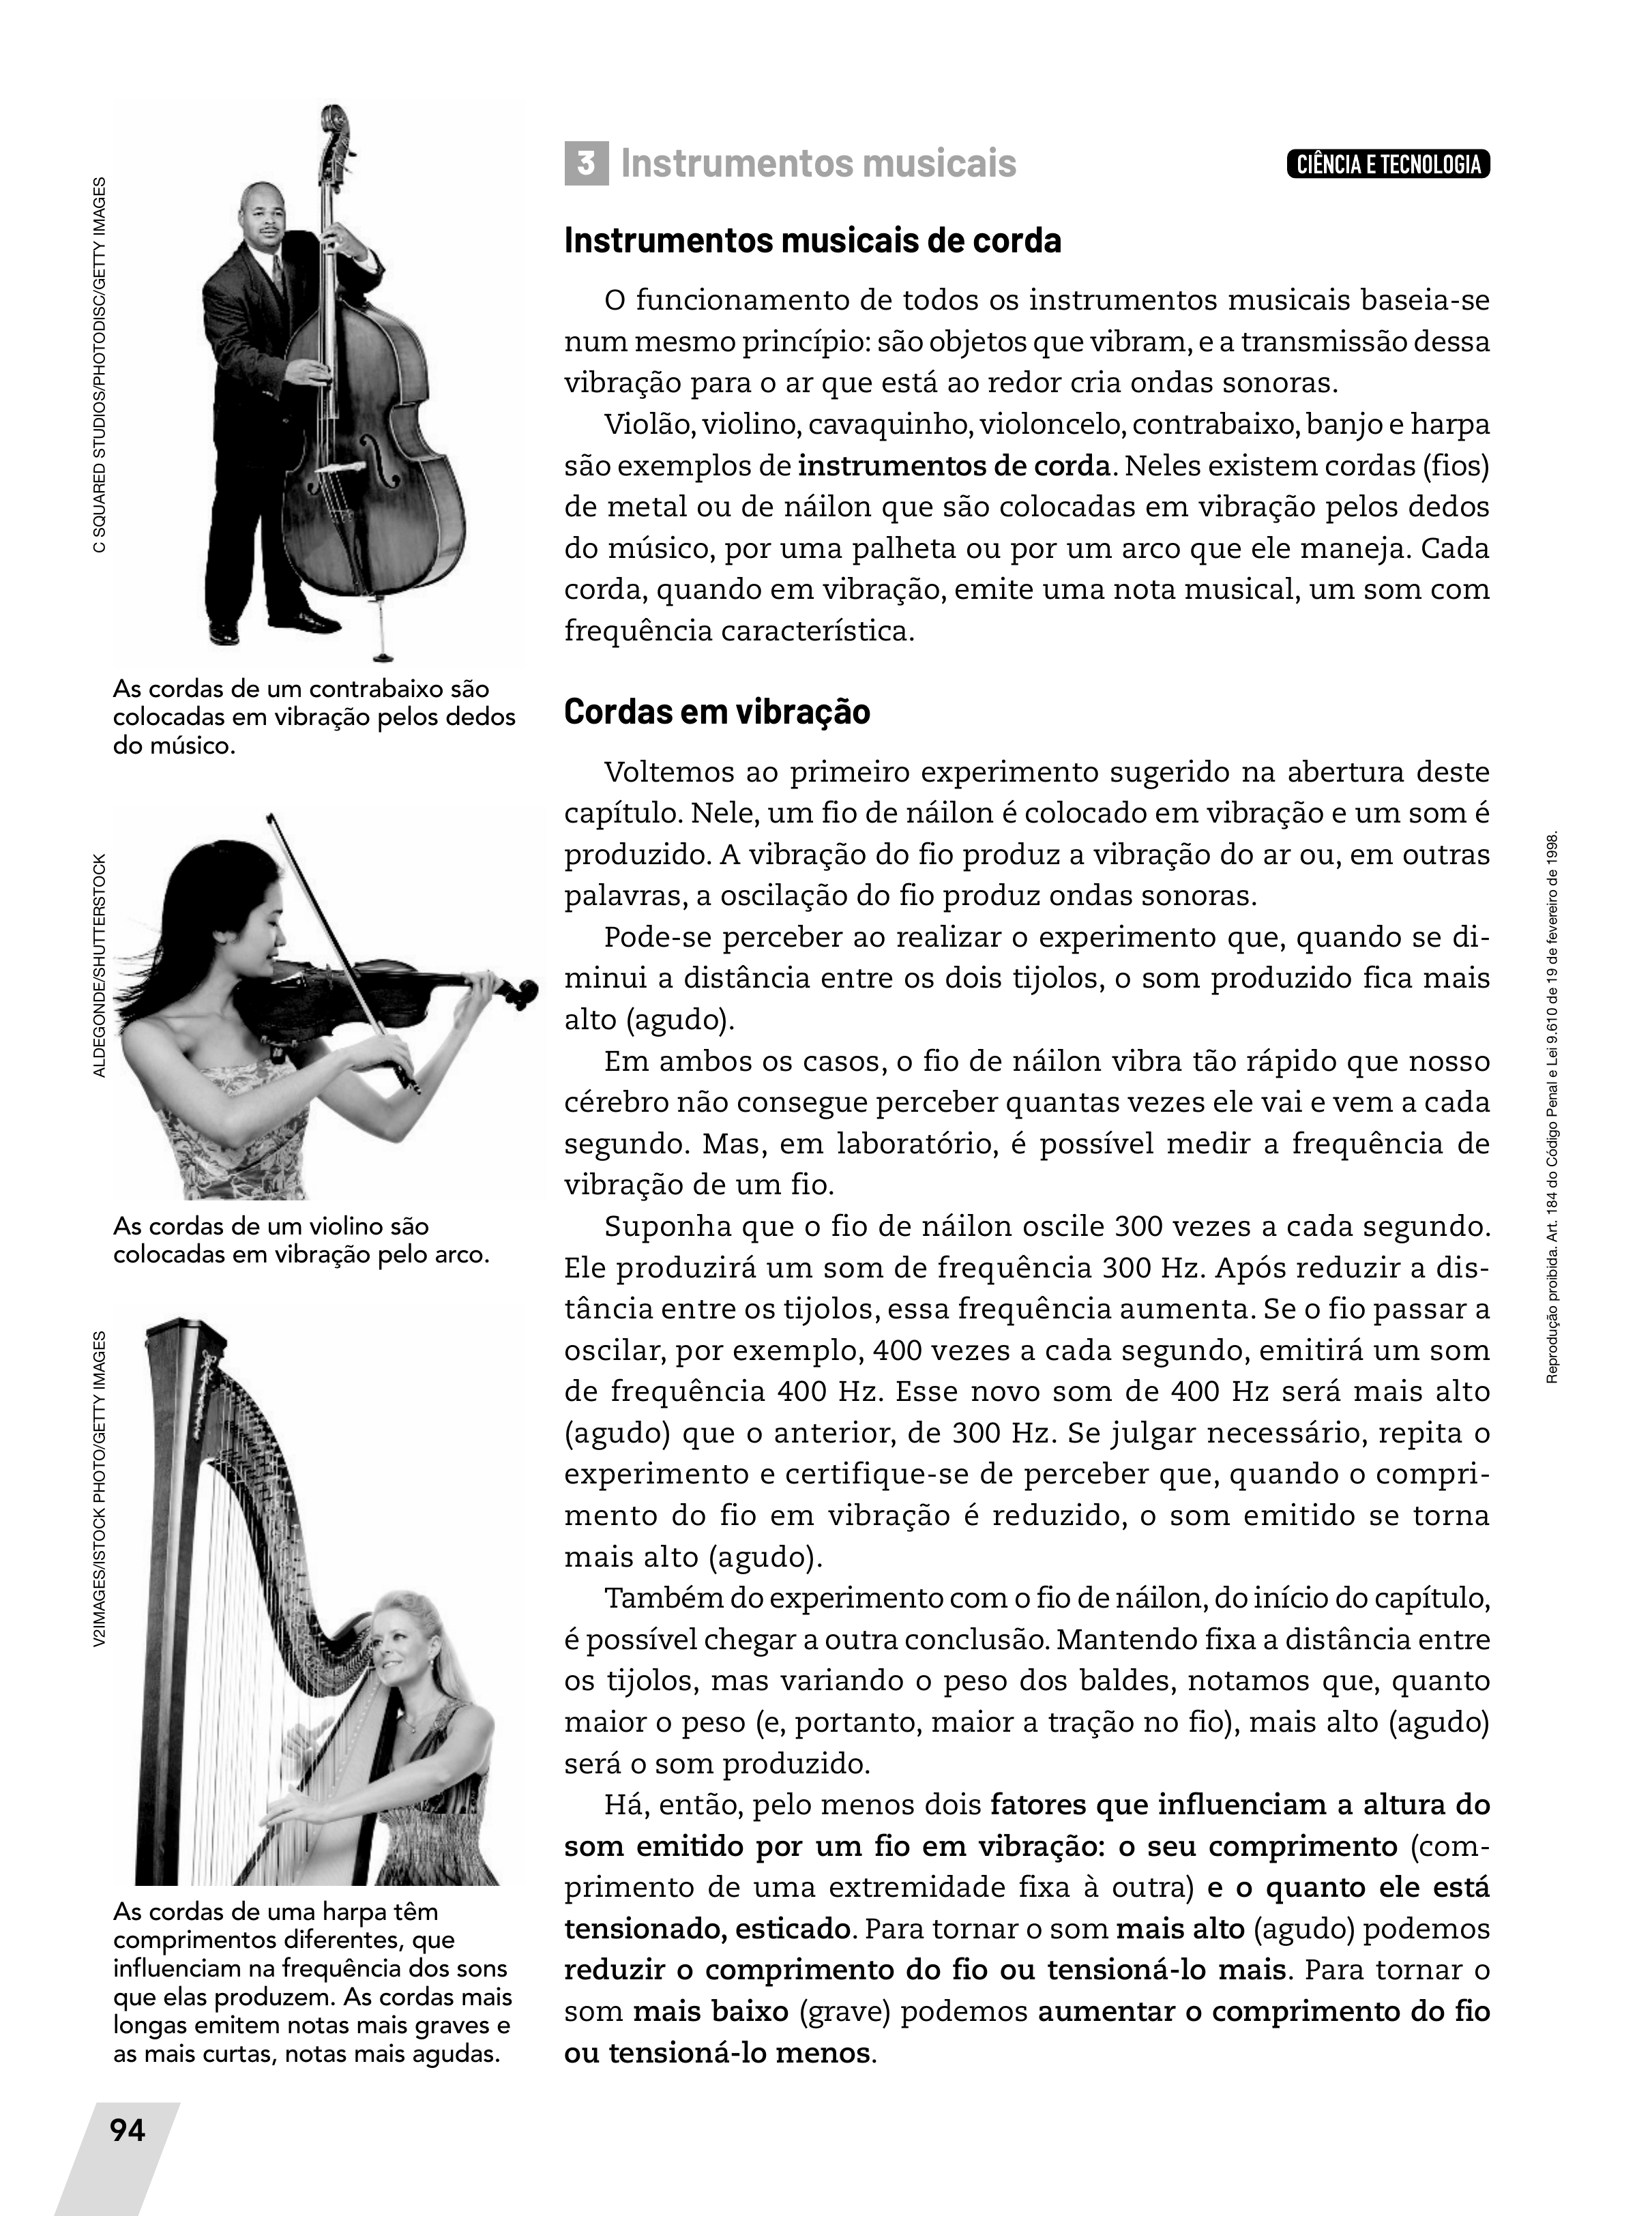 C SQUARED STUDIOS/PHOTODISC/GETTY IMAGES
As cordas de um contrabaixo são
colocadas em vibração pelos dedos
do músico.
ALDEGONDE/SHUTTERSTOCK
As cordas de um violino são
colocadas em vibração pelo arco.
V2IMAGES/ISTOCK PHOTO/GETTY IMAGES
As cordas de uma harpa têm
comprimentos diferentes, que
influenciam na frequência dos sons
que elas produzem. As cordas mais
longas emitem notas mais graves e
as mais curtas, notas mais agudas.
3 Instrumentos musicais
CIÊNCIA E TECNOLOGIA
Instrumentos musicais de corda
O funcionamento de todos os instrumentos musicais baseia-se
num mesmo princípio: são objetos que vibram, e a transmissão dessa
vibração para o ar que está ao redor cria ondas sonoras.
Violão, violino, cavaquinho, violoncelo, contrabaixo, banjo e harpa
são exemplos de instrumentos de corda. Neles existem cordas (fios)
de metal ou de náilon que são colocadas em vibração pelos dedos
do músico, por uma palheta ou por um arco que ele maneja. Cada
corda, quando em vibração, emite uma nota musical, um som com
frequência característica.
Cordas em vibração
Voltemos ao primeiro experimento sugerido na abertura deste
capítulo. Nele, um fio de náilon é colocado em vibração e um som é
produzido. A vibração do fio produz a vibração do ar ou, em outras
palavras, a oscilação do fio produz ondas sonoras.
Pode-se perceber ao realizar o experimento que, quando se di-
minui a distância entre os dois tijolos, o som produzido fica mais
alto (agudo).
Em ambos os casos, o fio de náilon vibra tão rápido que nosso
cérebro não consegue perceber quantas vezes ele vai e vem a cada
segundo. Mas, em laboratório, é possível medir a frequência de
vibração de um fio.
Suponha que o fio de náilon oscile 300 vezes a cada segundo.
Ele produzirá um som de frequência 300 Hz. Após reduzir a dis-
tância entre os tijolos, essa frequência aumenta. Se o fio passar a
oscilar, por exemplo, 400 vezes a cada segundo, emitirá um som
de frequência 400 Hz. Esse novo som de 400 Hz será mais alto
(agudo) que o anterior, de 300 Hz. Se julgar necessário, repita o
experimento e certifique-se de perceber que, quando o compri-
mento do fio em vibração é reduzido, o som emitido se torna
mais alto (agudo).
Também do experimento com o fio de náilon, do início do capítulo,
é possível chegar a outra conclusão. Mantendo fixa a distância entre
os tijolos, mas variando o peso dos baldes, notamos que, quanto
maior o peso (e, portanto, maior a tração no fio), mais alto (agudo)
será o som produzido.
Há, então, pelo menos dois fatores que influenciam a altura do
som emitido por um fio em vibração: o seu comprimento (com-
primento de uma extremidade fixa à outra) e o quanto ele está
tensionado, esticado. Para tornar o som mais alto (agudo) podemos
reduzir o comprimento do fio ou tensioná-lo mais. Para tornar o
som mais baixo (grave) podemos aumentar o comprimento do fio
ou tensioná-lo menos.
Reprodução proibida. Art. 184 do Código Penal e Lei 9.610 de 19 de fevereiro de 1998.
94